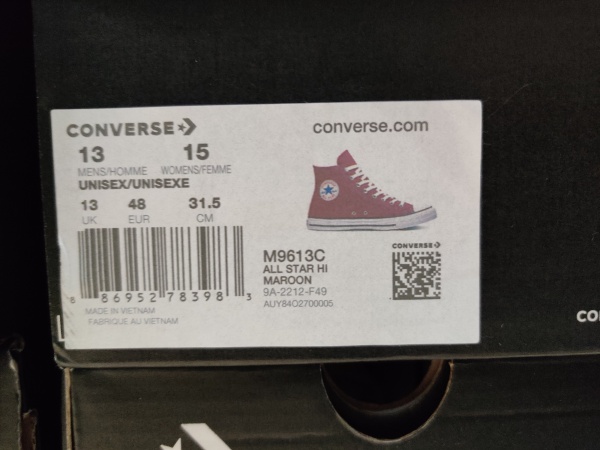 CONVERSE
converse.com
13 15
MENS/HOMME WOMENS/FEMME
UNISEX/UNISEXE
13 48 31.5
UK EUR CM
M9613C
ALL STAR HI
MAROON
9A-2212-F49
AUY84O2700005
CONVERSE
8 86952 78398 3
MADE IN VIETNAM
FABRIQUE AU VIETNAM